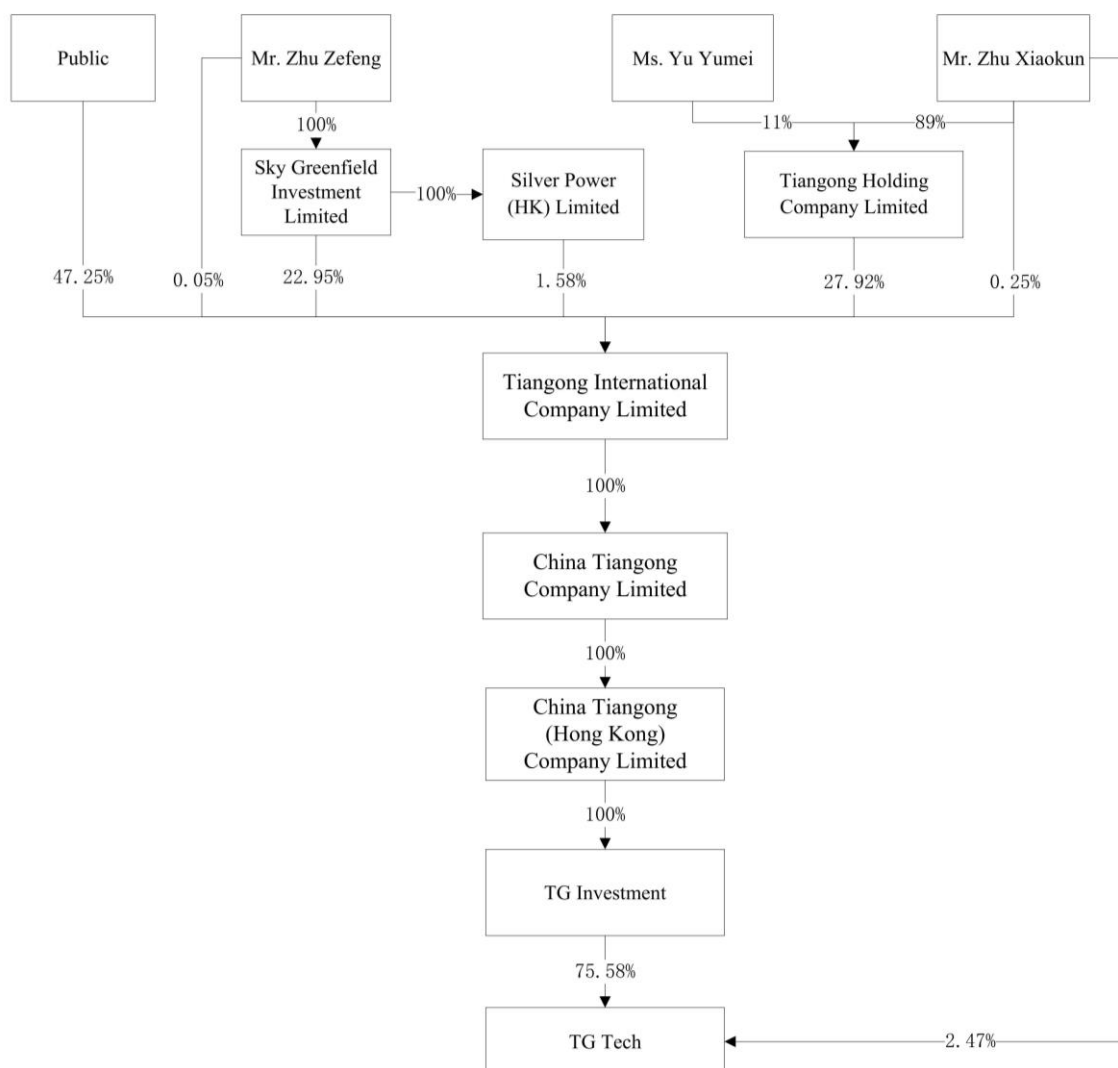 Public
Mr. Zhu Zefeng
Ms. Yu Yumei
Mr. Zhu Xiaokun
100%
11%
89%
Sky Greenfield
Investment
Limited
100%
Silver Power
(HK) Limited
Tiangong Holding
Company Limited
47.25%
0.05%
22.95%
1.58%
27.92%
0.25%
Tiangong International
Company Limited
100%
China Tiangong
Company Limited
100%
China Tiangong
(Hong Kong)
Company Limited
100%
TG Investment
75.58%
TG Tech
2.47%